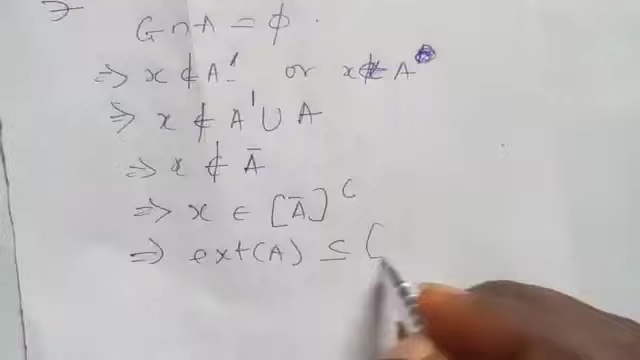 ⇒
G∩A = ϕ.
⇒ x ∉ A' or x ∉ A
⇒ x ∉ A' ∪ A
⇒ x ∉ Ā
⇒ x ∈ [Ā]ᶜ
⇒ ext(A) ⊆ [